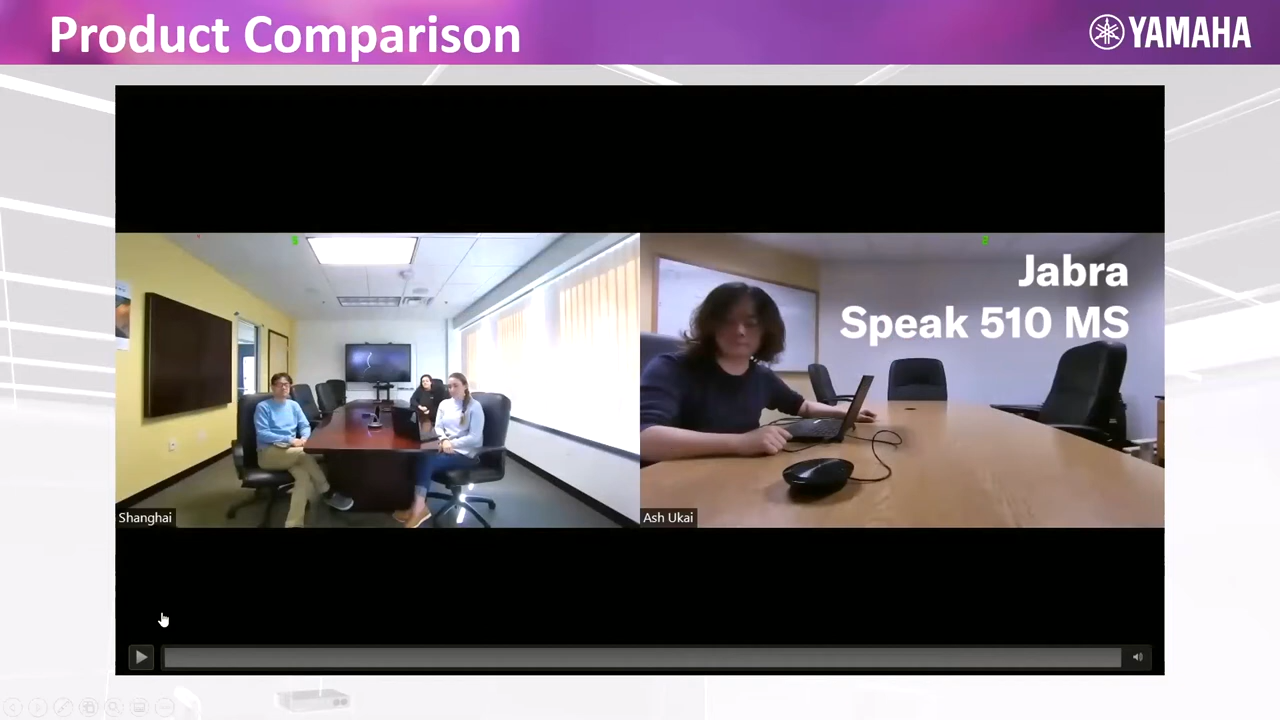 Product Comparison
YAMAHA
Jabra
Speak 510 MS
Shanghai
Ash Ukai